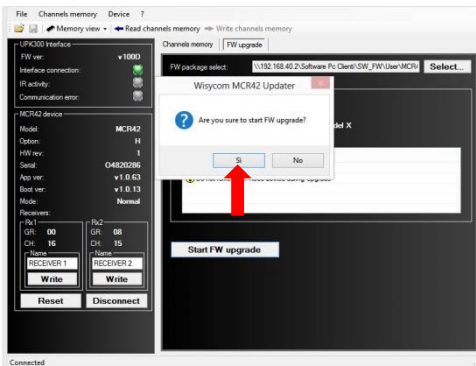 File Channels memory Device ?
Memory view Read channels memory Write channels memory
UPK300 Interface
FW ver: v100D
Interface connection:
IR activity:
Communication error:
MCR42 device
Model: MCR42
Option: H
HW rev: 1
Serial: 04820286
App ver: v1.0.63
Boot ver: v1.0.13
Mode: Normal
Receivers:
Rx1 Rx2
GR: 00 GR: 08
CH: 16 CH: 15
Name Name
RECEIVER 1 RECEIVER 2
Write Write
Reset Disconnect
Channels memory FW upgrade
FW package select: \\192.168.40.2\Software Pc Client\SW_FW\User\MCR Select...
Wisycom MCR42 Updater
Are you sure to start FW upgrade?
del X
Sì No
Start FW upgrade
Connected